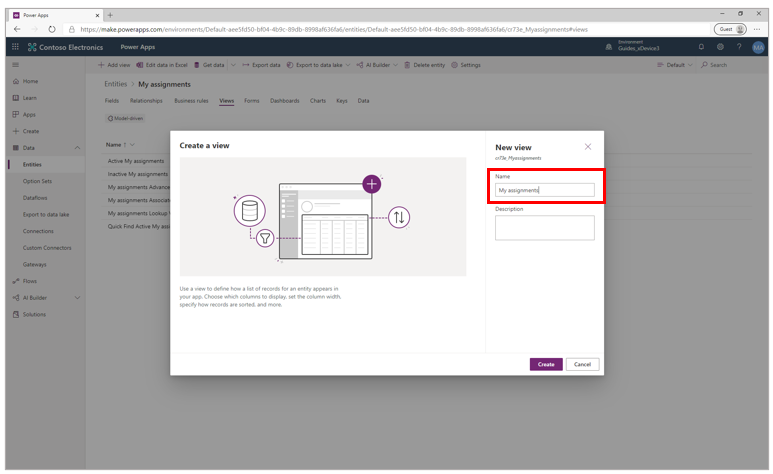 Power Apps
https://make.powerapps.com/environments/Default-aee5fd50-bf04-4b9c-89db-8998af636fa6/entities/Default-aee5fd50-bf04-4b9c-89db-8998af636fa6/cr73e_Myassignments#views
Guest
Contoso Electronics
Power Apps
Environment
Guides_xDevice3
MA
Add view
Edit data in Excel
Get data
Export data
Export to data lake
AI Builder
Delete entity
Settings
Default
Search
Home
Learn
Apps
Create
Data
Entities
Option Sets
Dataflows
Export to data lake
Connections
Custom Connectors
Gateways
Flows
AI Builder
Solutions
Entities > My assignments
Fields Relationships Business rules Views Forms Dashboards Charts Keys Data
Model-driven
Name
Active My assignments
Inactive My assignments
My assignments Advance
My assignments Associat
My assignments Lookup
Quick Find Active My ass
Create a view
Use a view to define how a list of records for an entity appears in
your app. Choose which columns to display, set the column width,
specify how records are sorted, and more.
New view
cr73e_Myassignments
Name
My assignments
Description
Create
Cancel